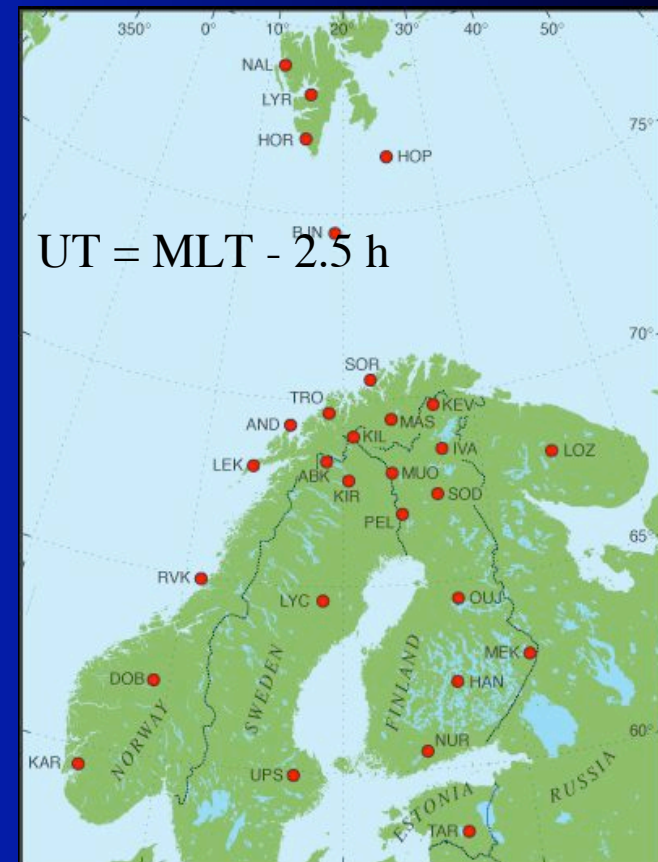 350° 0° 10° 20° 30° 40° 50°
NAL
LYR
75°
HOR
HOP
BJN
UT = MLT - 2.5 h
70°
SOR
TRO
KEV
AND
MAS
KIL
IVA
LOZ
LEK
ABK
MUO
KIR
SOD
PEL
65°
RVK
LYC
OUJ
MEK
DOB
HAN
SWEDEN
FINLAND
NORWAY
60°
NUR
KAR
UPS
RUSSIA
ESTONIA
TAR